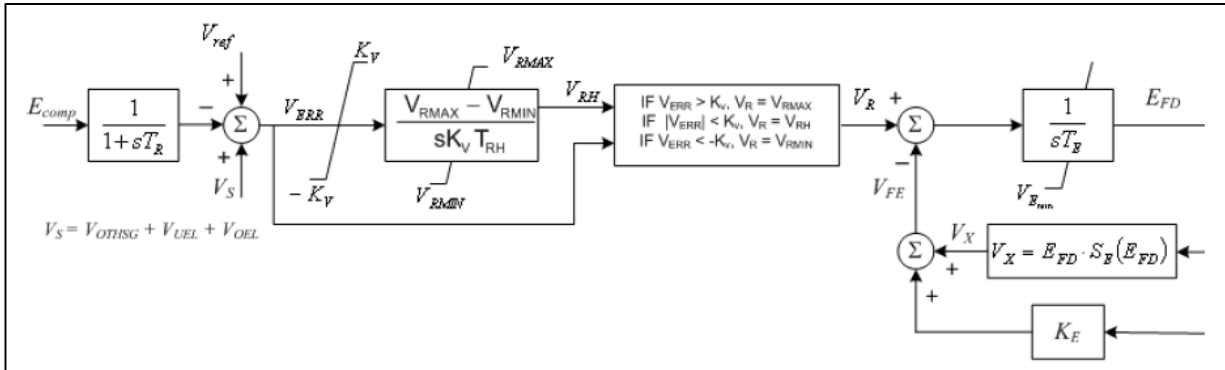 V_ref
K_V
V_RMAX
E_comp
1
1+sT_R
+
−
Σ
+
V_S
V_ERR
− K_V
V_RMAX − V_RMIN
sK_V T_RH
V_RMIN
V_RH
IF V_ERR > K_v, V_R = V_RMAX
IF |V_ERR| < K_v, V_R = V_RH
IF V_ERR < -K_v, V_R = V_RMIN
V_R
+
Σ
−
V_FE
1
sT_E
E_FD
V_Emin
V_S = V_OTHSG + V_UEL + V_OEL
Σ
V_X
+
+
V_X = E_FD · S_E(E_FD)
K_E